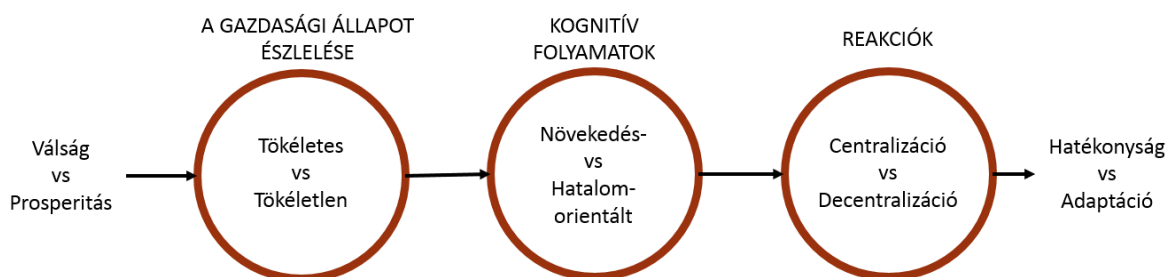 A GAZDASÁGI ÁLLAPOT
ÉSZLELÉSE
KOGNITÍV
FOLYAMATOK
REAKCIÓK
Válság
vs
Prosperitás
Tökéletes
vs
Tökéletlen
Növekedés-
vs
Hatalom-
orientált
Centralizáció
vs
Decentralizáció
Hatékonyság
vs
Adaptáció